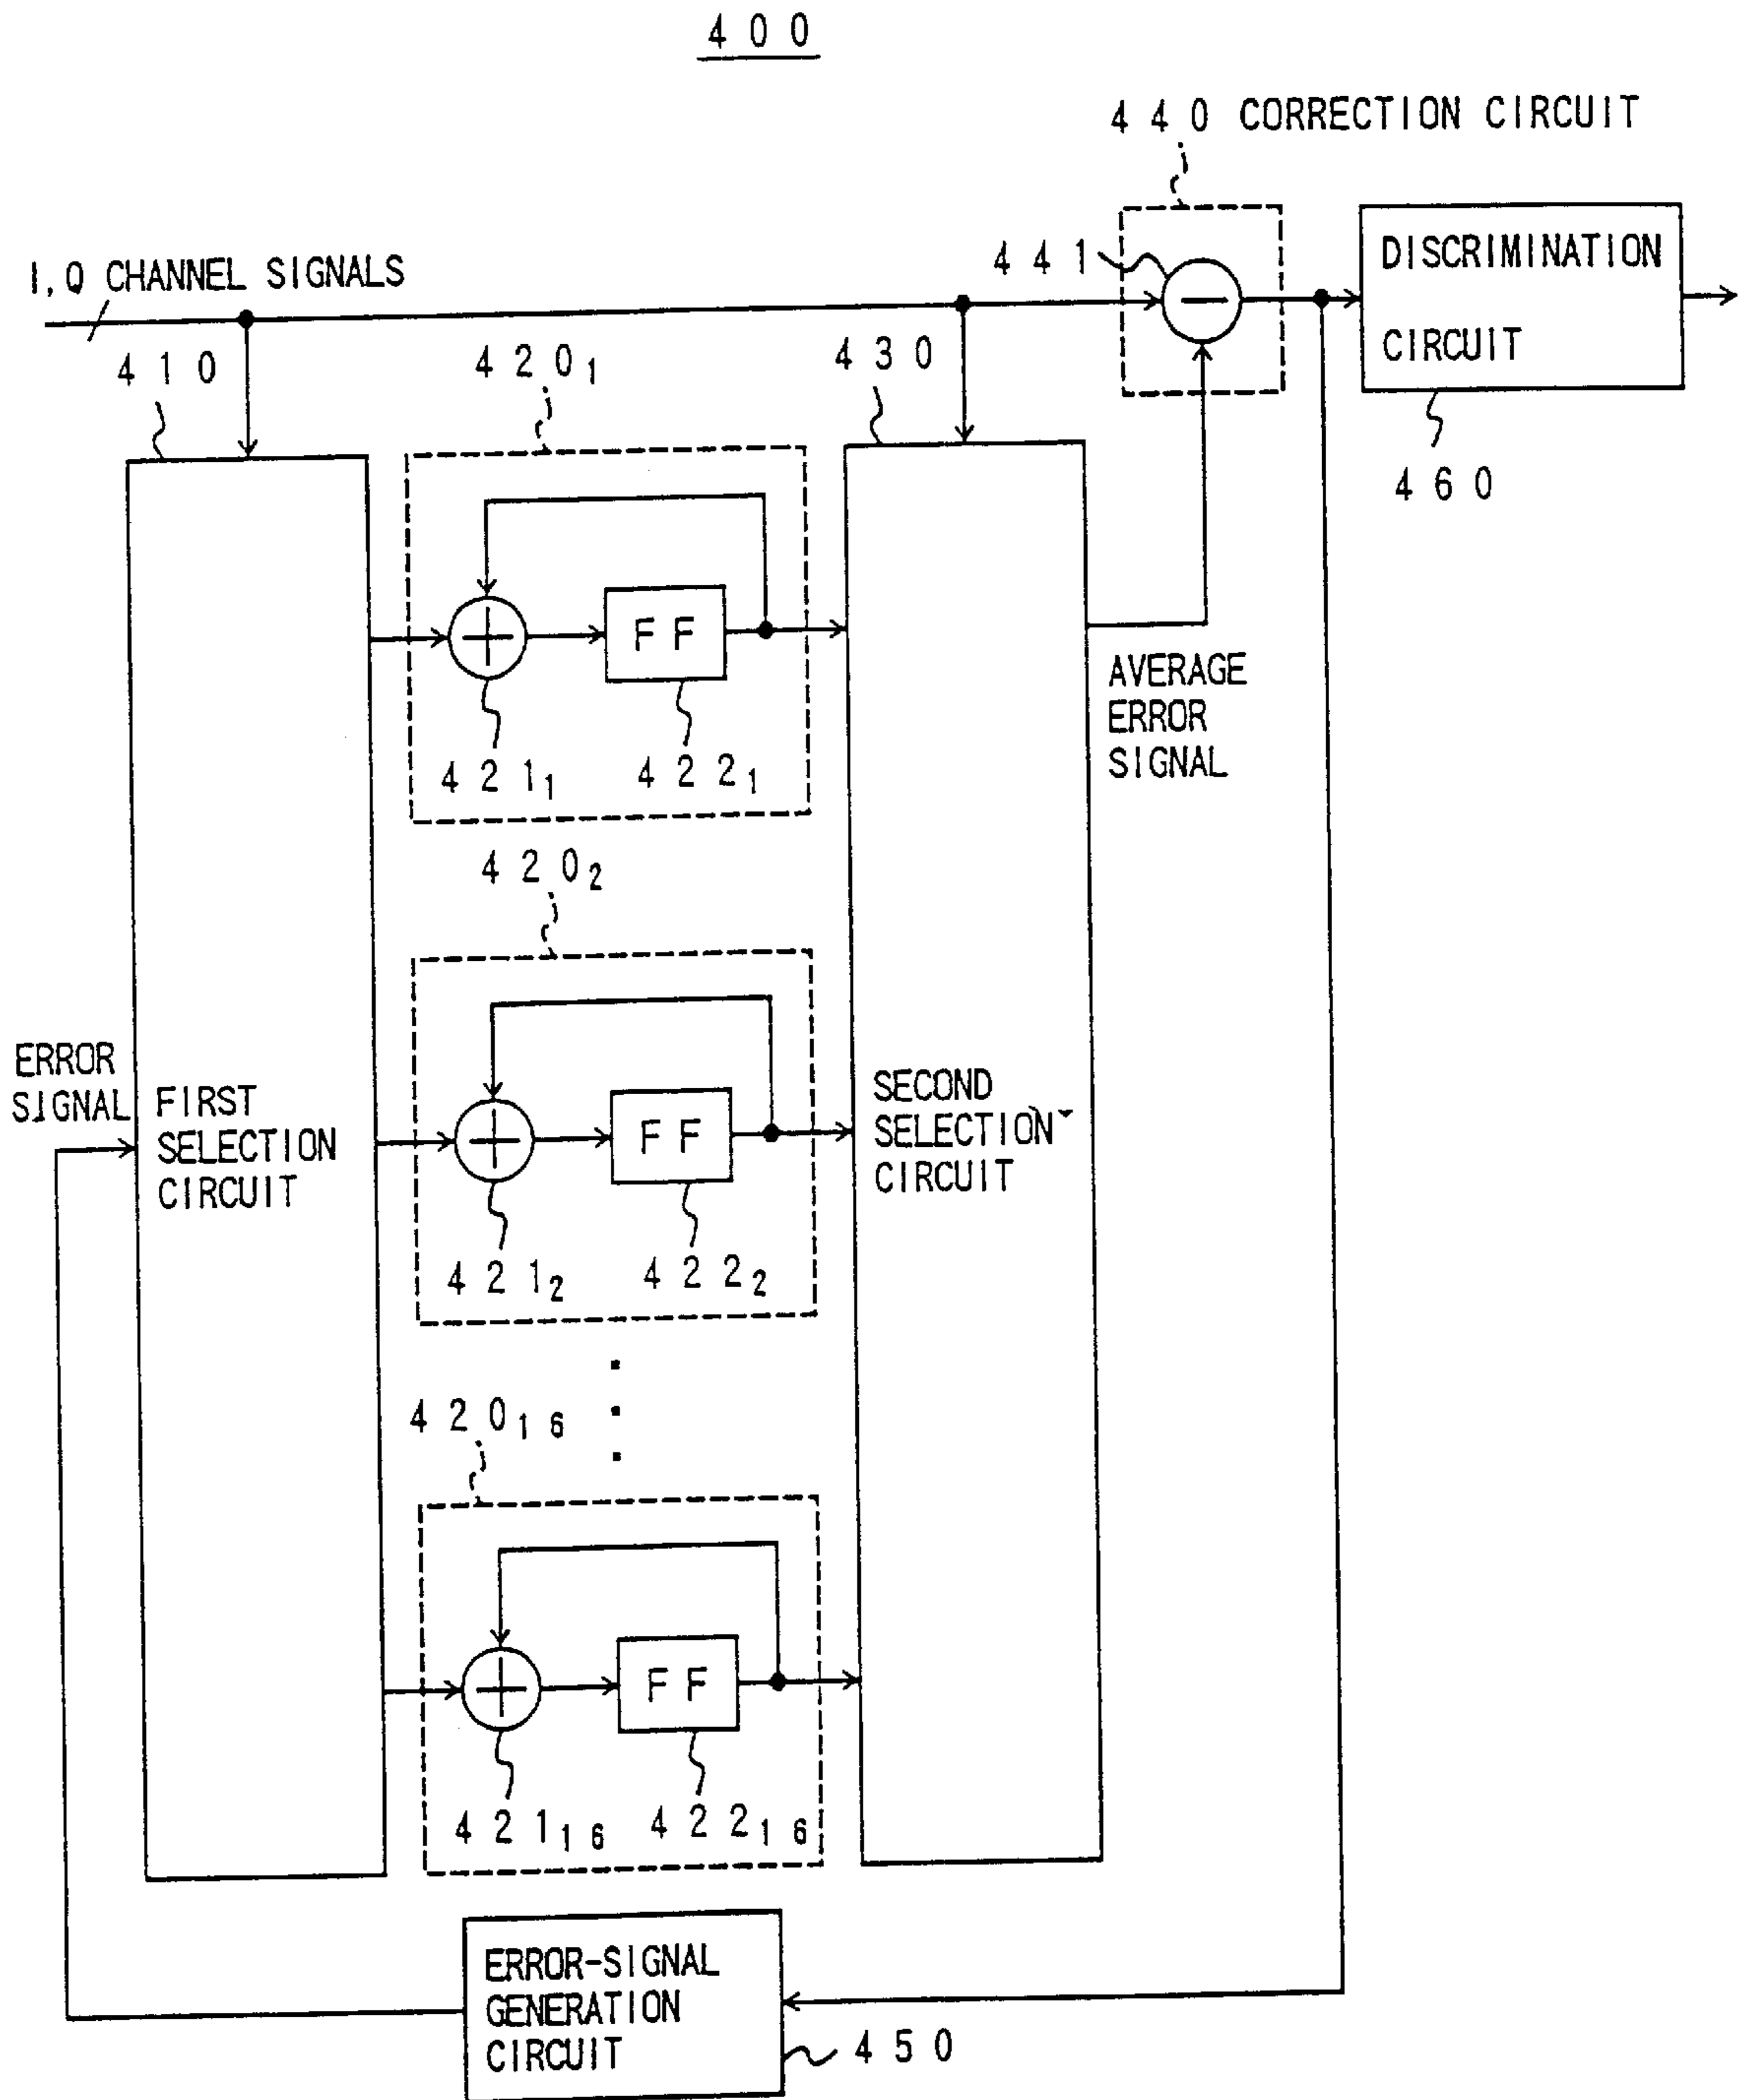 400
440 CORRECTION CIRCUIT
441
DISCRIMINATION
CIRCUIT
I,Q CHANNEL SIGNALS
410
420₁
430
460
FF
AVERAGE
ERROR
SIGNAL
421₁
422₁
420₂
ERROR
SIGNAL
FIRST
SELECTION
CIRCUIT
FF
SECOND
SELECTION
CIRCUIT
421₂
422₂
420₁₆
FF
421₁₆
422₁₆
ERROR-SIGNAL
GENERATION
CIRCUIT
450